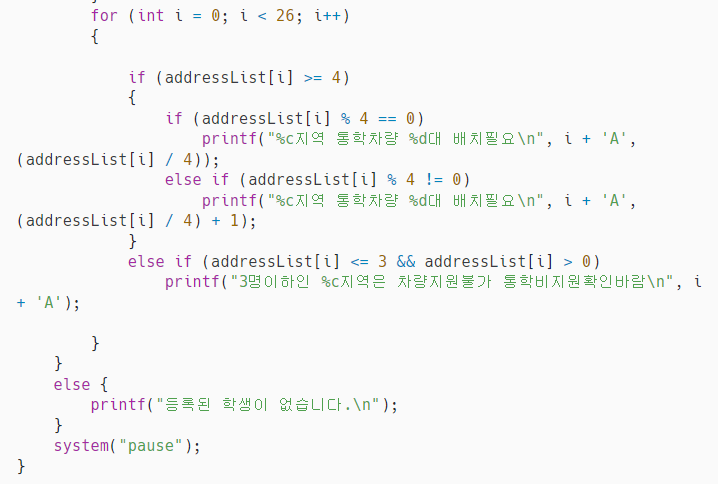 for (int i = 0; i < 26; i++)
{
if (addressList[i] >= 4)
{
if (addressList[i] % 4 == 0)
printf("%c지역 통학차량 %d대 배치필요\n", i + 'A',
(addressList[i] / 4));
else if (addressList[i] % 4 != 0)
printf("%c지역 통학차량 %d대 배치필요\n", i + 'A',
(addressList[i] / 4) + 1);
}
else if (addressList[i] <= 3 && addressList[i] > 0)
printf("3명이하인 %c지역은 차량지원불가 통학비지원확인바람\n", i
+ 'A');
}
}
else {
printf("등록된 학생이 없습니다.\n");
}
system("pause");
}